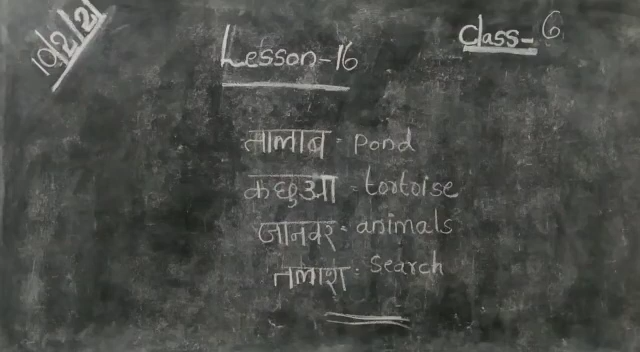 10/2/21
Class-6
Lesson-16
तालाब - Pond
कछुआ - tortoise
जानवर - animals
तलाश - Search